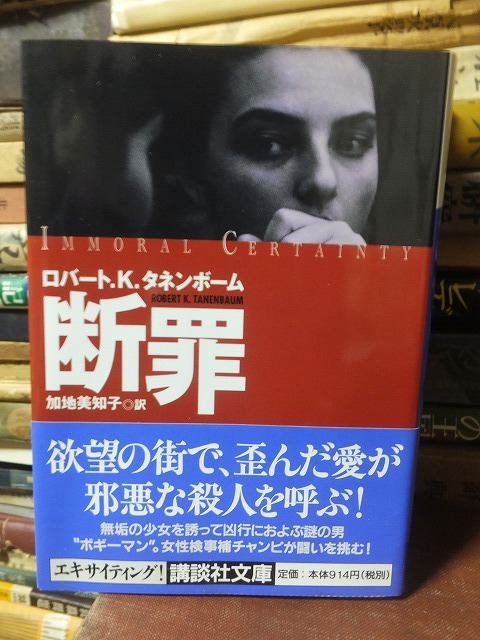 IMMORAL CERTAINTY
ロバート.K.タネンボーム
ROBERT K. TANENBAUM
断罪
加地美知子◎訳
欲望の街で、歪んだ愛が
邪悪な殺人を呼ぶ!
無垢の少女を誘って凶行におよぶ謎の男
"ボギーマン"。女性検事補チャンピが闘いを挑む!
エキサイティング! 講談社文庫 定価:本体914円(税別)